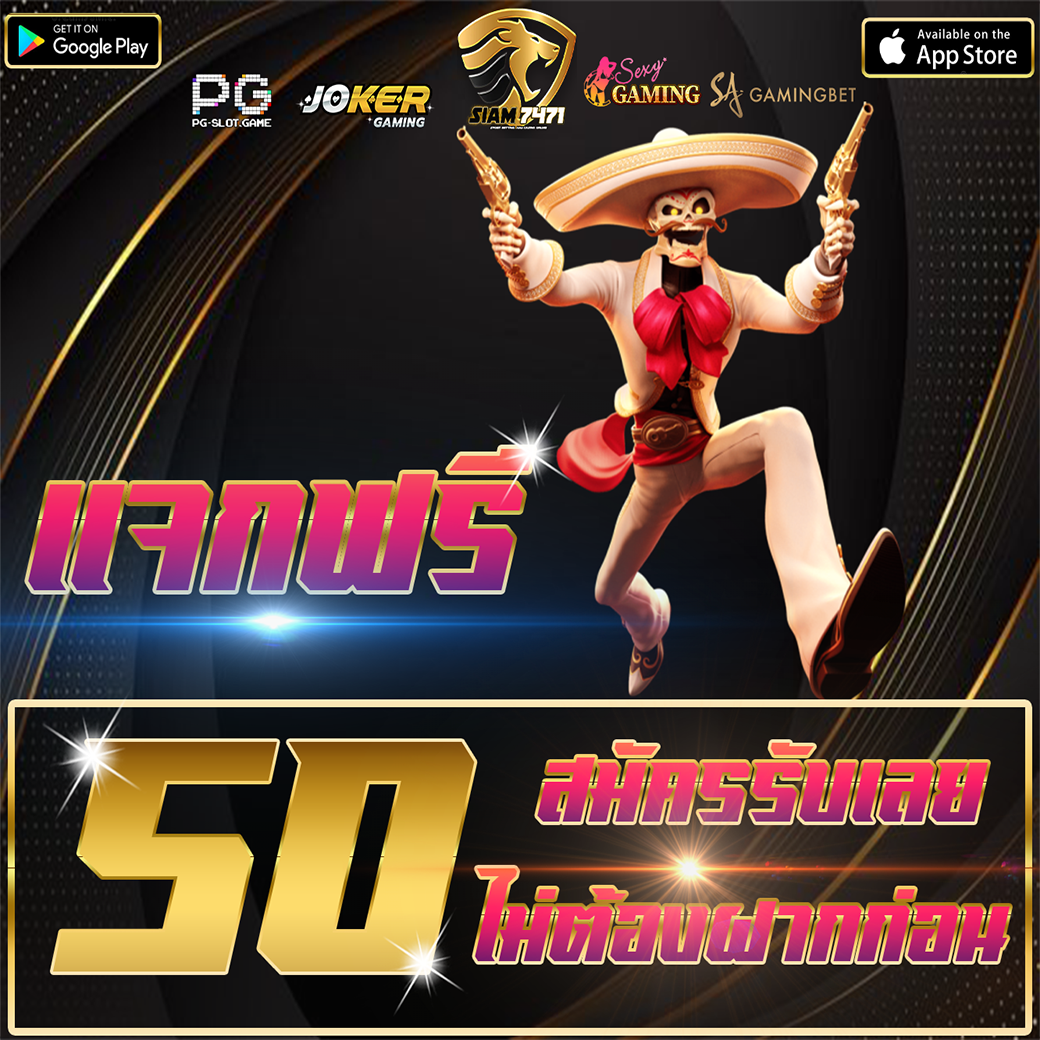 GET IT ON
Google Play
Available on the
App Store
PG
PG-SLOT.GAME
JOKER
GAMING
SIAM7471
Sexy
GAMING
SA GAMINGBET
แจกฟรี
50
สมัครรับเลย
ไม่ต้องฝากก่อน